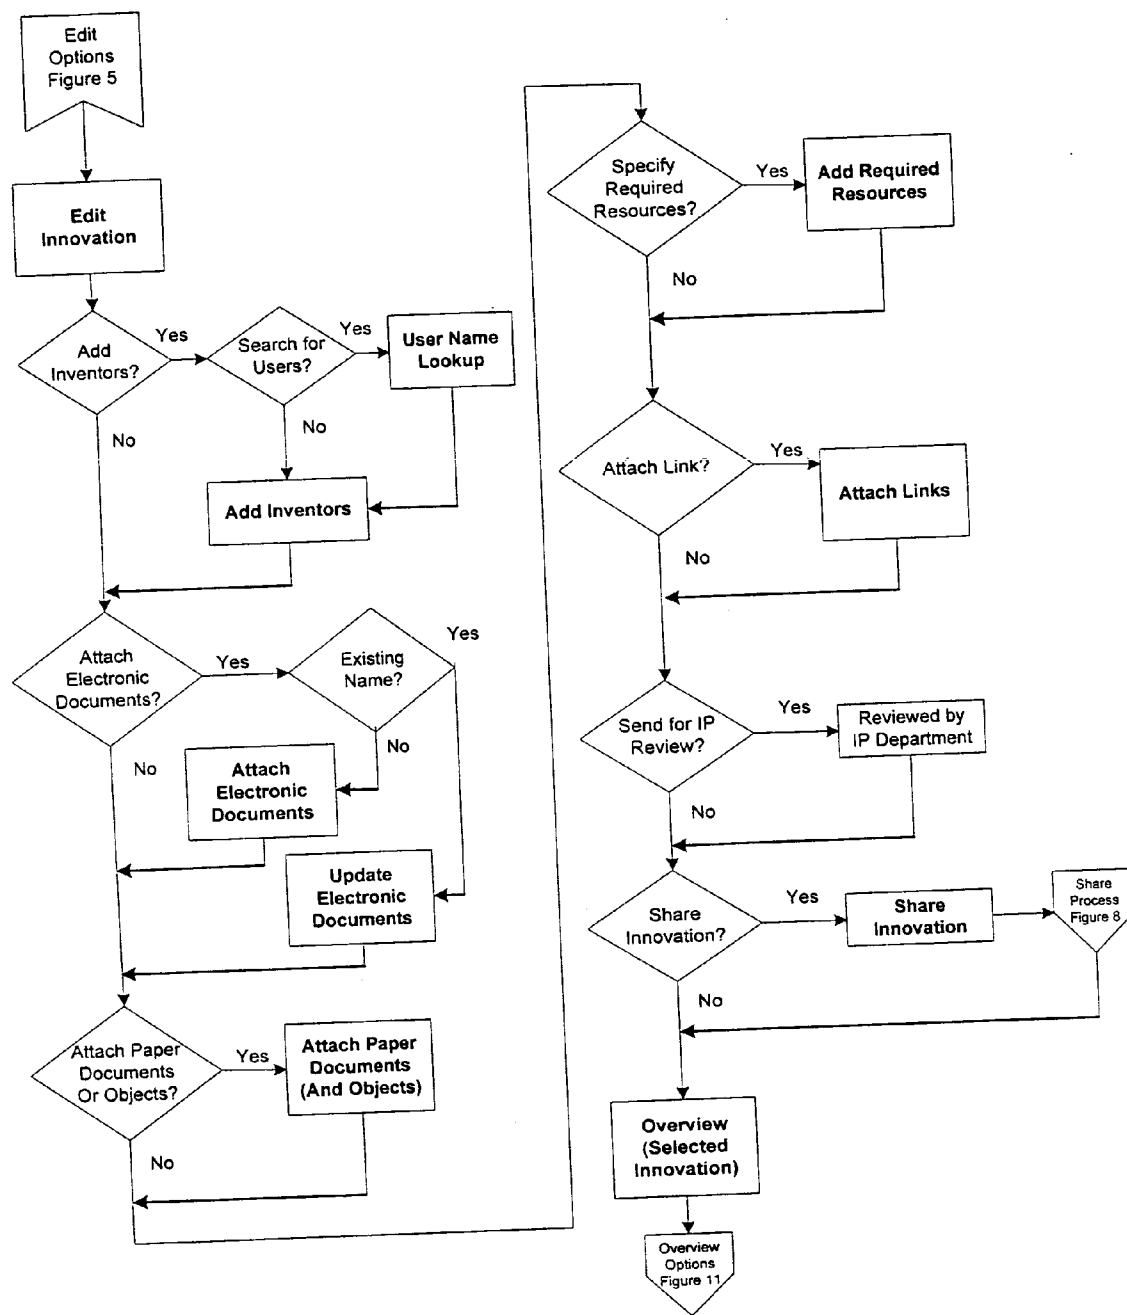 Edit
Options
Figure 5
Edit
Innovation
Add
Inventors?
Yes
Search for
Users?
Yes
User Name
Lookup
No
No
Add Inventors
Attach
Electronic
Documents?
Yes
Existing
Name?
Yes
No
No
Attach
Electronic
Documents
Update
Electronic
Documents
Attach Paper
Documents
Or Objects?
Yes
Attach Paper
Documents
(And Objects)
No
Specify
Required
Resources?
Yes
Add Required
Resources
No
Attach Link?
Yes
Attach Links
No
Send for IP
Review?
Yes
Reviewed by
IP Department
No
Share
Innovation?
Yes
Share
Innovation
Share
Process
Figure 8
No
Overview
(Selected
Innovation)
Overview
Options
Figure 11